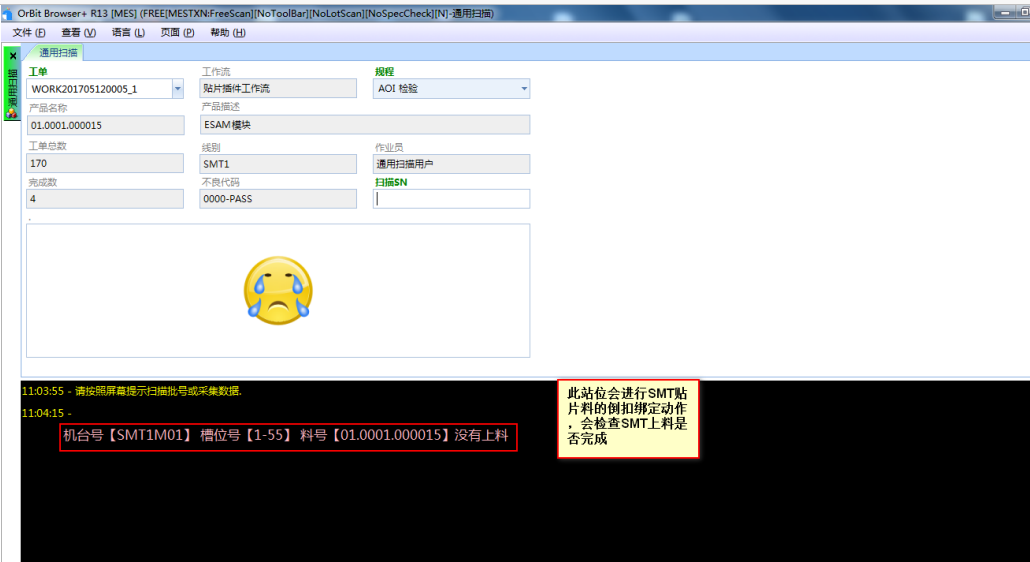 OrBit Browser+ R13 [MES] (FREE[MESTXN:FreeScan][NoToolBar][NoLotScan][NoSpecCheck][N]-通用扫描)
文件 (F) 查看 (V) 语言 (L) 页面 (P) 帮助 (H)
通用扫描
通用扫描
工单 工作流 规程
WORK201705120005_1 贴片插件工作流 AOI 检验
产品名称 产品描述
01.0001.000015 ESAM模块
工单总数 线别 作业员
170 SMT1 通用扫描用户
完成数 不良代码 扫描SN
4 0000-PASS
.
11:03:55 - 请按照屏幕提示扫描批号或采集数据.
11:04:15 -
机台号【SMT1M01】 槽位号【1-55】 料号【01.0001.000015】没有上料
此站位会进行SMT贴
片料的倒扣绑定动作
，会检查SMT上料是
否完成